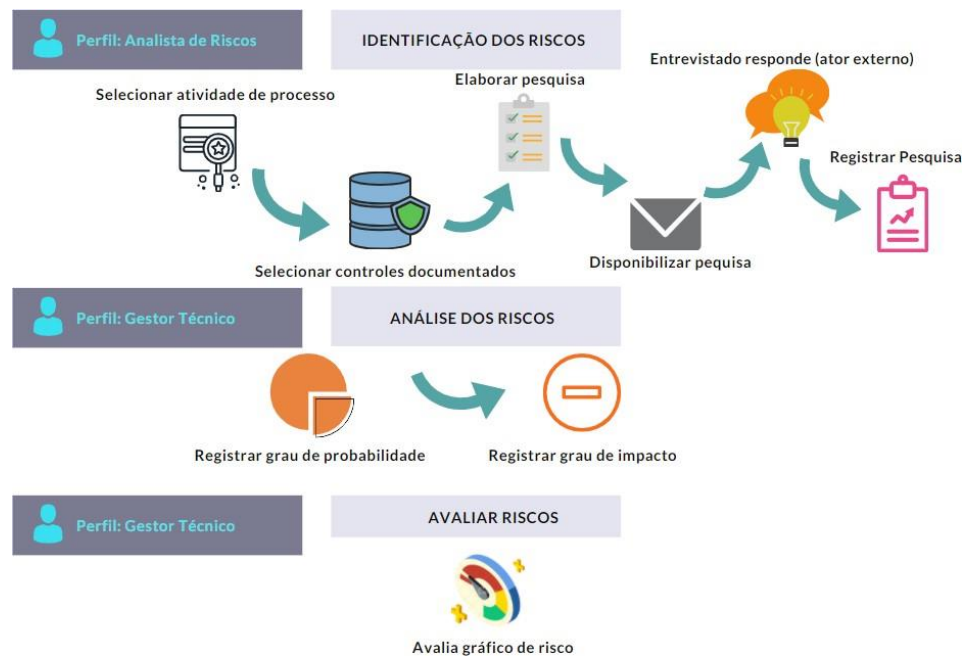 Perfil: Analista de Riscos
IDENTIFICAÇÃO DOS RISCOS
Selecionar atividade de processo
Elaborar pesquisa
Entrevistado responde (ator externo)
Registrar Pesquisa
Selecionar controles documentados
Disponibilizar pequisa
Perfil: Gestor Técnico
ANÁLISE DOS RISCOS
Registrar grau de probabilidade
Registrar grau de impacto
Perfil: Gestor Técnico
AVALIAR RISCOS
Avalia gráfico de risco